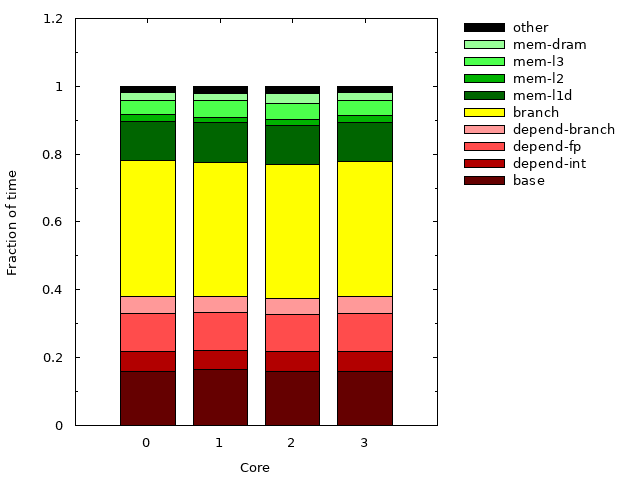 1.2
1
0.8
0.6
0.4
0.2
0
Fraction of time
0 1 2 3
Core
other
mem-dram
mem-l3
mem-l2
mem-l1d
branch
depend-branch
depend-fp
depend-int
base